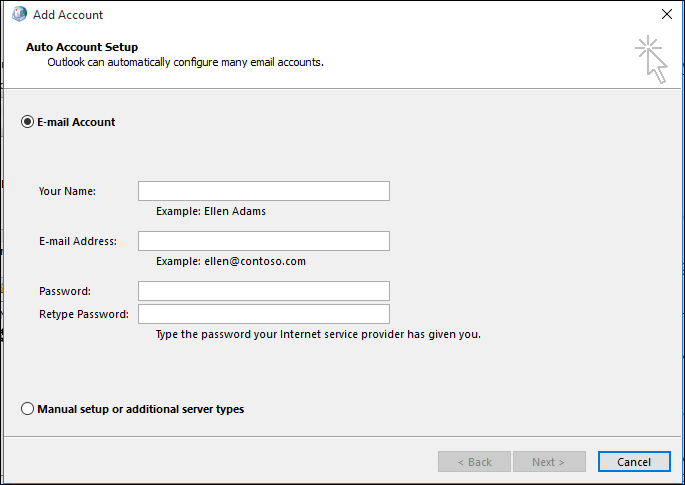 Add Account
Auto Account Setup
Outlook can automatically configure many email accounts.
E-mail Account
Your Name:
Example: Ellen Adams
E-mail Address:
Example: ellen@contoso.com
Password:
Retype Password:
Type the password your Internet service provider has given you.
Manual setup or additional server types
< Back Next > Cancel